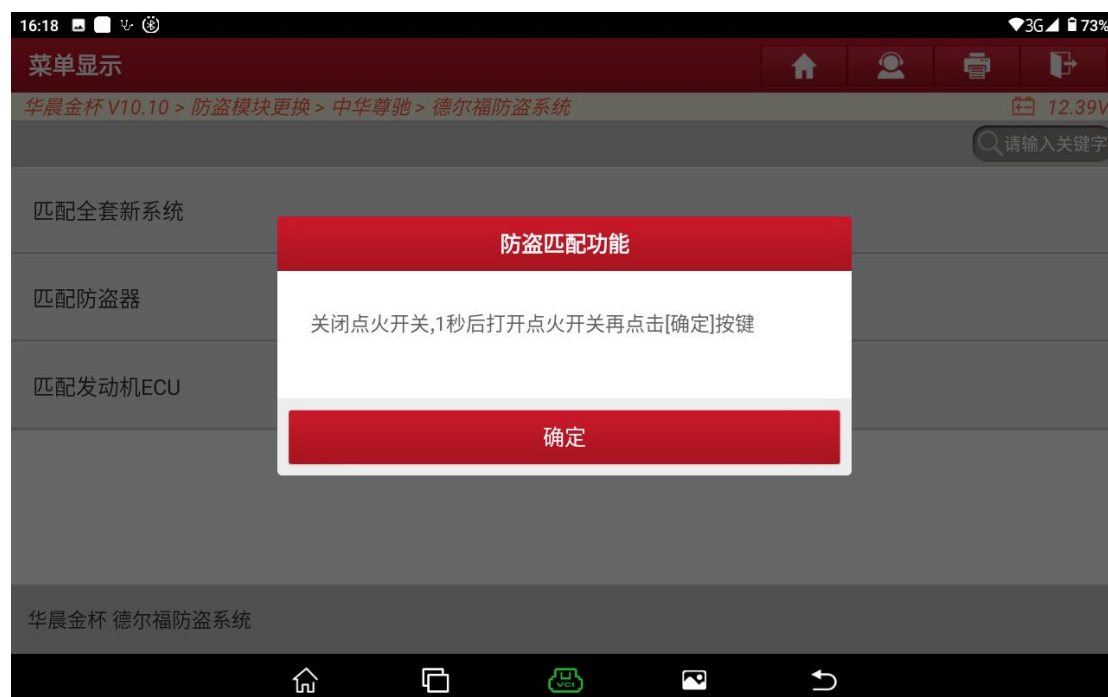 16:18
3G 73%
菜单显示
华晨金杯 V10.10 > 防盗模块更换 > 中华尊驰 > 德尔福防盗系统
12.39V
请输入关键字
匹配全套新系统
防盗匹配功能
匹配防盗器
关闭点火开关,1秒后打开点火开关再点击[确定]按键
匹配发动机ECU
确定
华晨金杯 德尔福防盗系统
VCI